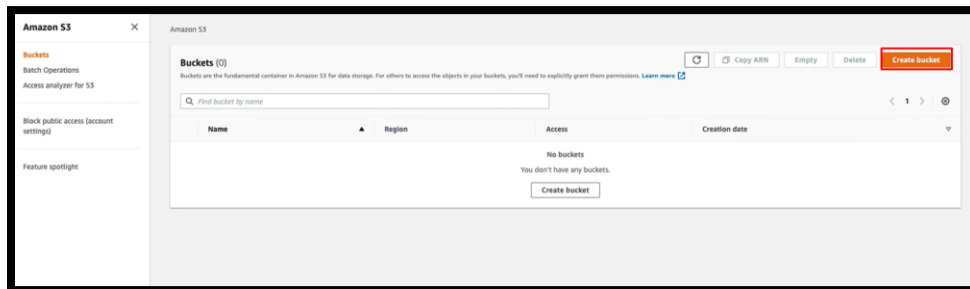 Amazon S3
Buckets
Batch Operations
Access analyzer for S3
Block public access (account
settings)
Feature spotlight
Amazon S3
Buckets (0)
Copy ARN
Empty
Delete
Create bucket
Buckets are the fundamental container in Amazon S3 for data storage. For others to access the objects in your buckets, you'll need to explicitly grant them permissions. Learn more
Find bucket by name
1
Name Region Access Creation date
No buckets
You don't have any buckets.
Create bucket